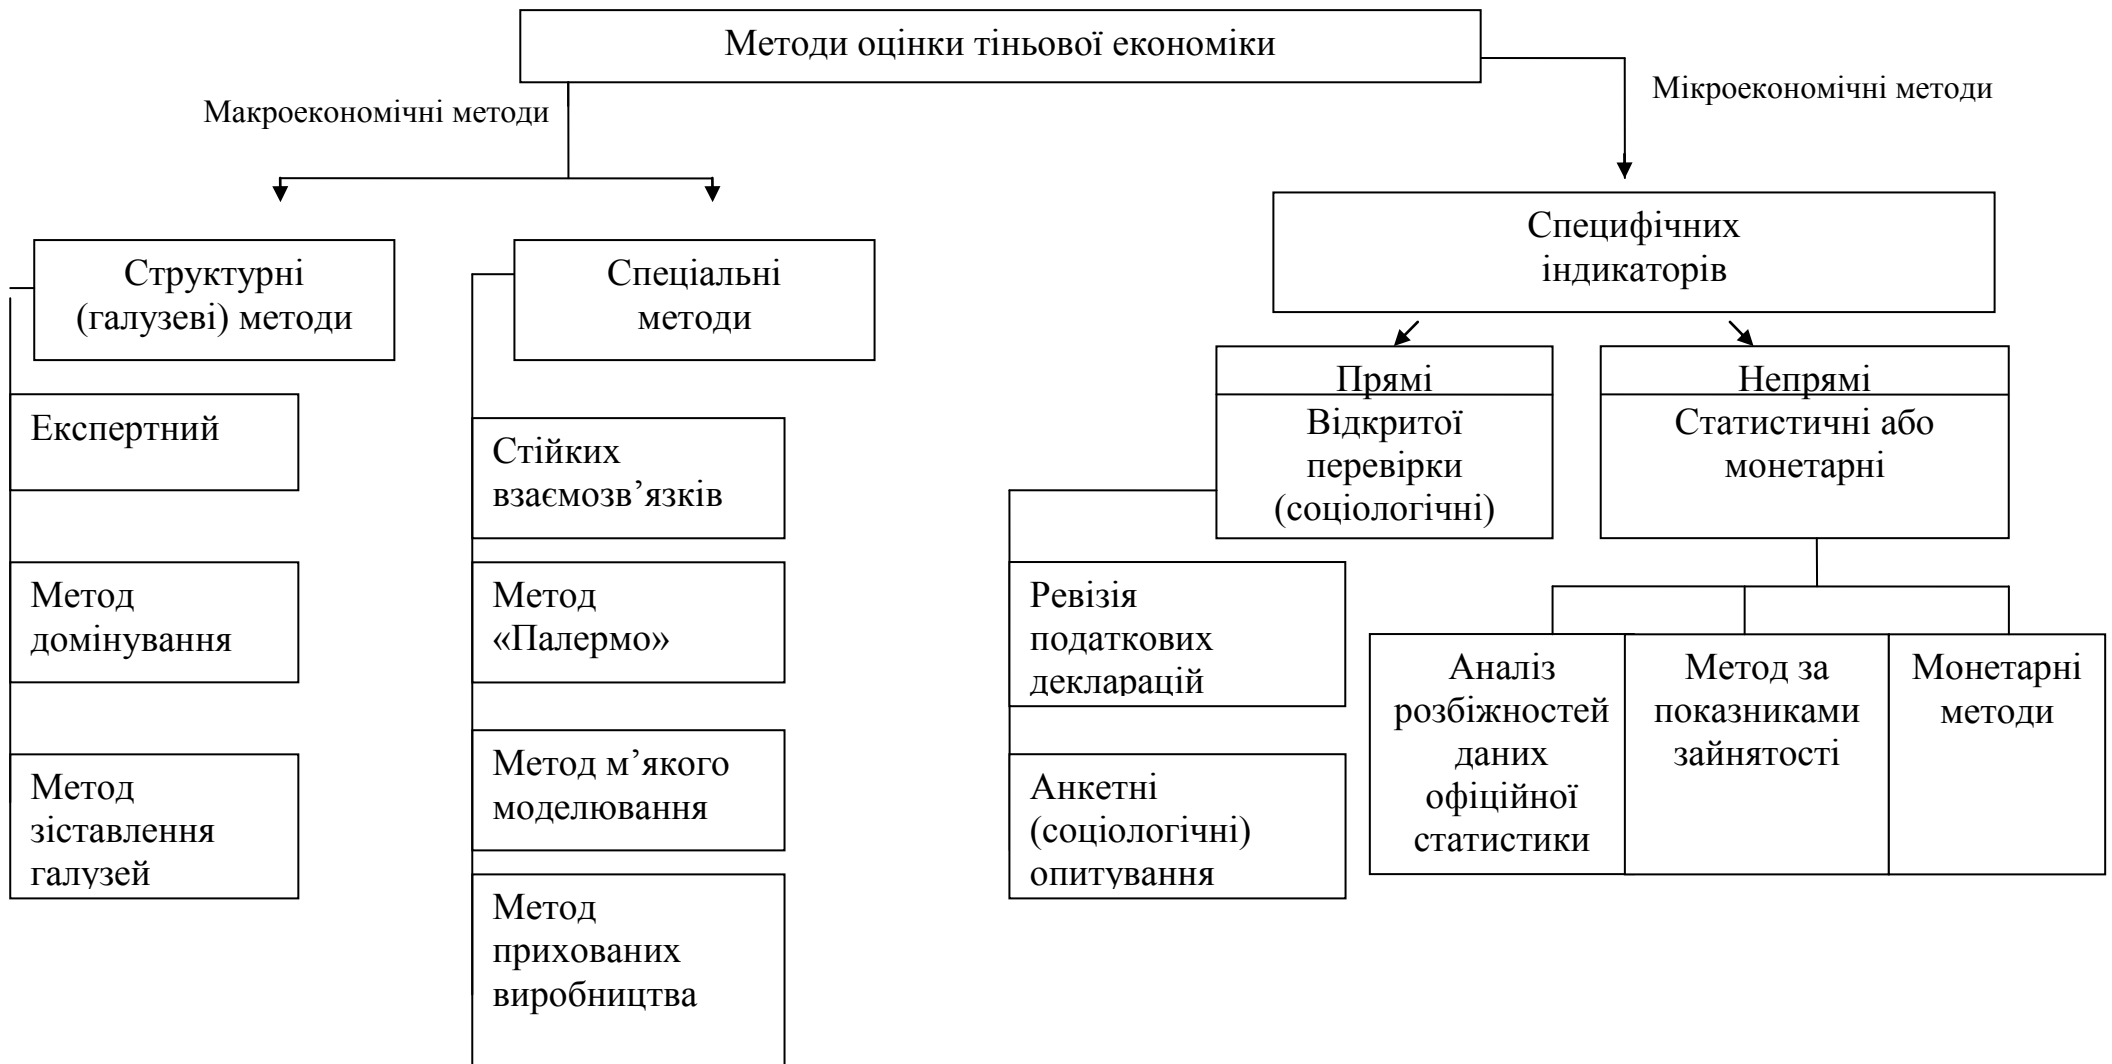 Методи оцінки тіньової економіки
Макроекономічні методи
Мікроекономічні методи
Структурні
(галузеві) методи
Експертний
Метод
домінування
Метод
зіставлення
галузей
Спеціальні
методи
Стійких
взаємозв’язків
Метод
«Палермо»
Метод м’якого
моделювання
Метод
прихованих
виробництва
Специфічних
індикаторів
Прямі
Відкритої
перевірки
(соціологічні)
Ревізія
податкових
декларацій
Анкетні
(соціологічні)
опитування
Непрямі
Статистичні або
монетарні
Аналіз
розбіжностей
даних
офіційної
статистики
Метод за
показниками
зайнятості
Монетарні
методи